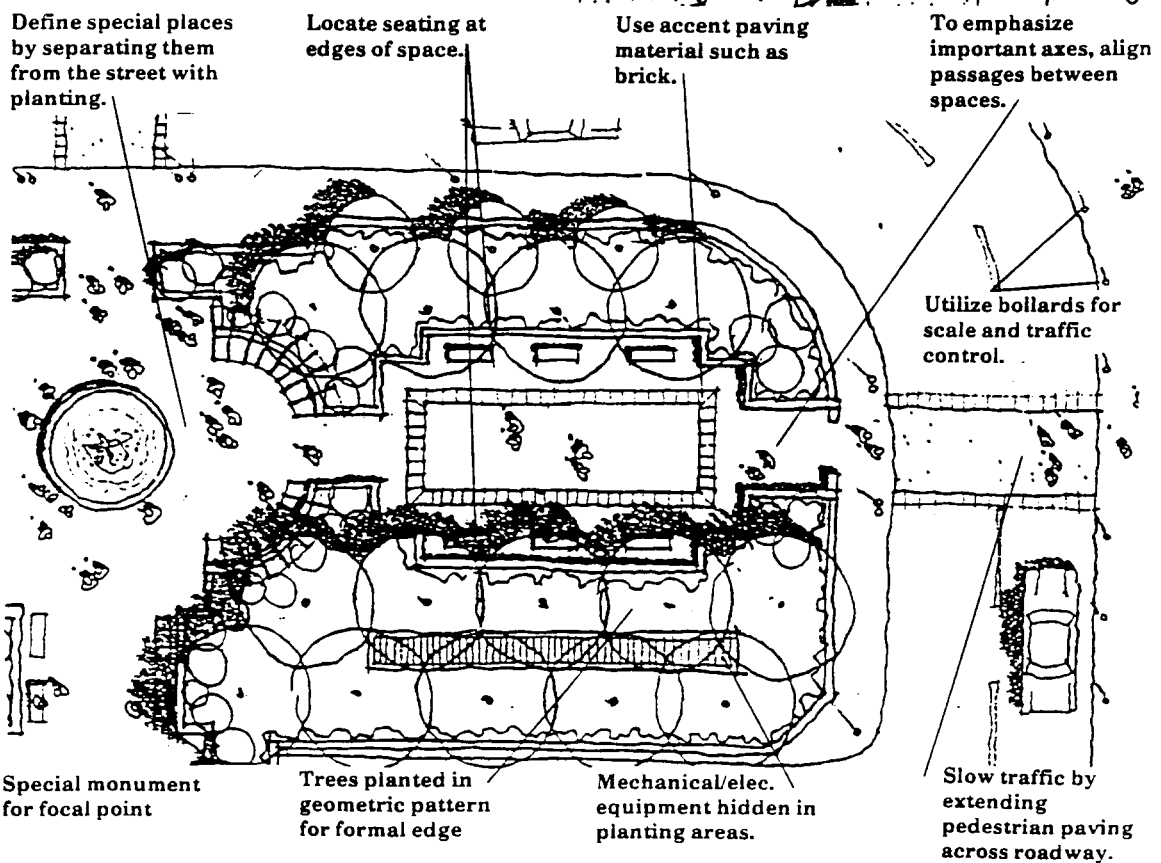 Define special places
by separating them
from the street with
planting.
Locate seating at
edges of space.
Use accent paving
material such as
brick.
To emphasize
important axes, align
passages between
spaces.
Utilize bollards for
scale and traffic
control.
Special monument
for focal point
Trees planted in
geometric pattern
for formal edge
Mechanical/elec.
equipment hidden in
planting areas.
Slow traffic by
extending
pedestrian paving
across roadway.